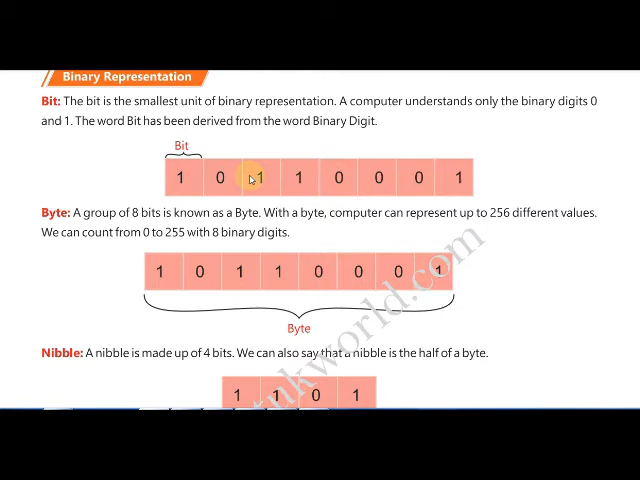 Binary Representation
Bit: The bit is the smallest unit of binary representation. A computer understands only the binary digits 0
and 1. The word Bit has been derived from the word Binary Digit.
Bit
1 0 1 1 0 0 0 1
Byte: A group of 8 bits is known as a Byte. With a byte, computer can represent up to 256 different values.
We can count from 0 to 255 with 8 binary digits.
1 0 1 1 0 0 0 1
Byte
Nibble: A nibble is made up of 4 bits. We can also say that a nibble is the half of a byte.
1 1 0 1